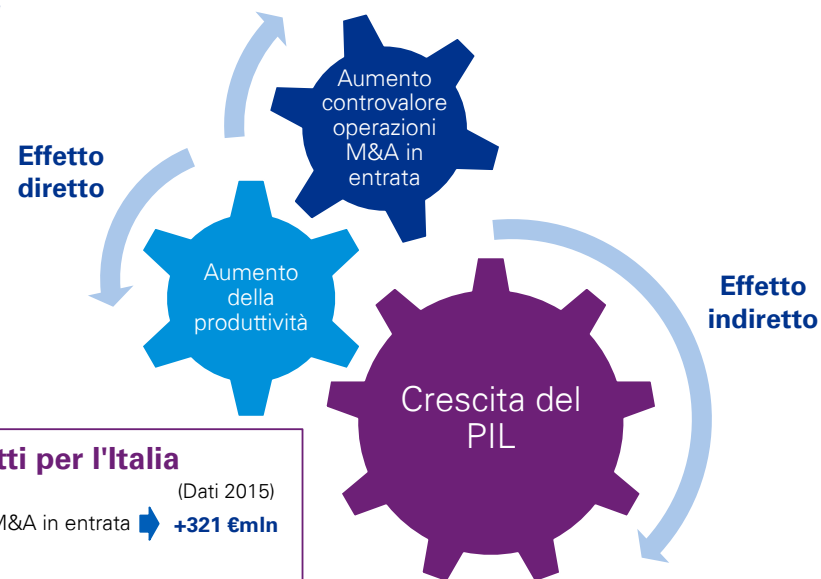 Aumento
controvalore
operazioni
M&A in
entrata
Effetto
diretto
Aumento
della
produttività
Effetto
indiretto
Crescita del
PIL
per l'Italia
(Dati 2015)
M&A in entrata +321 €mln